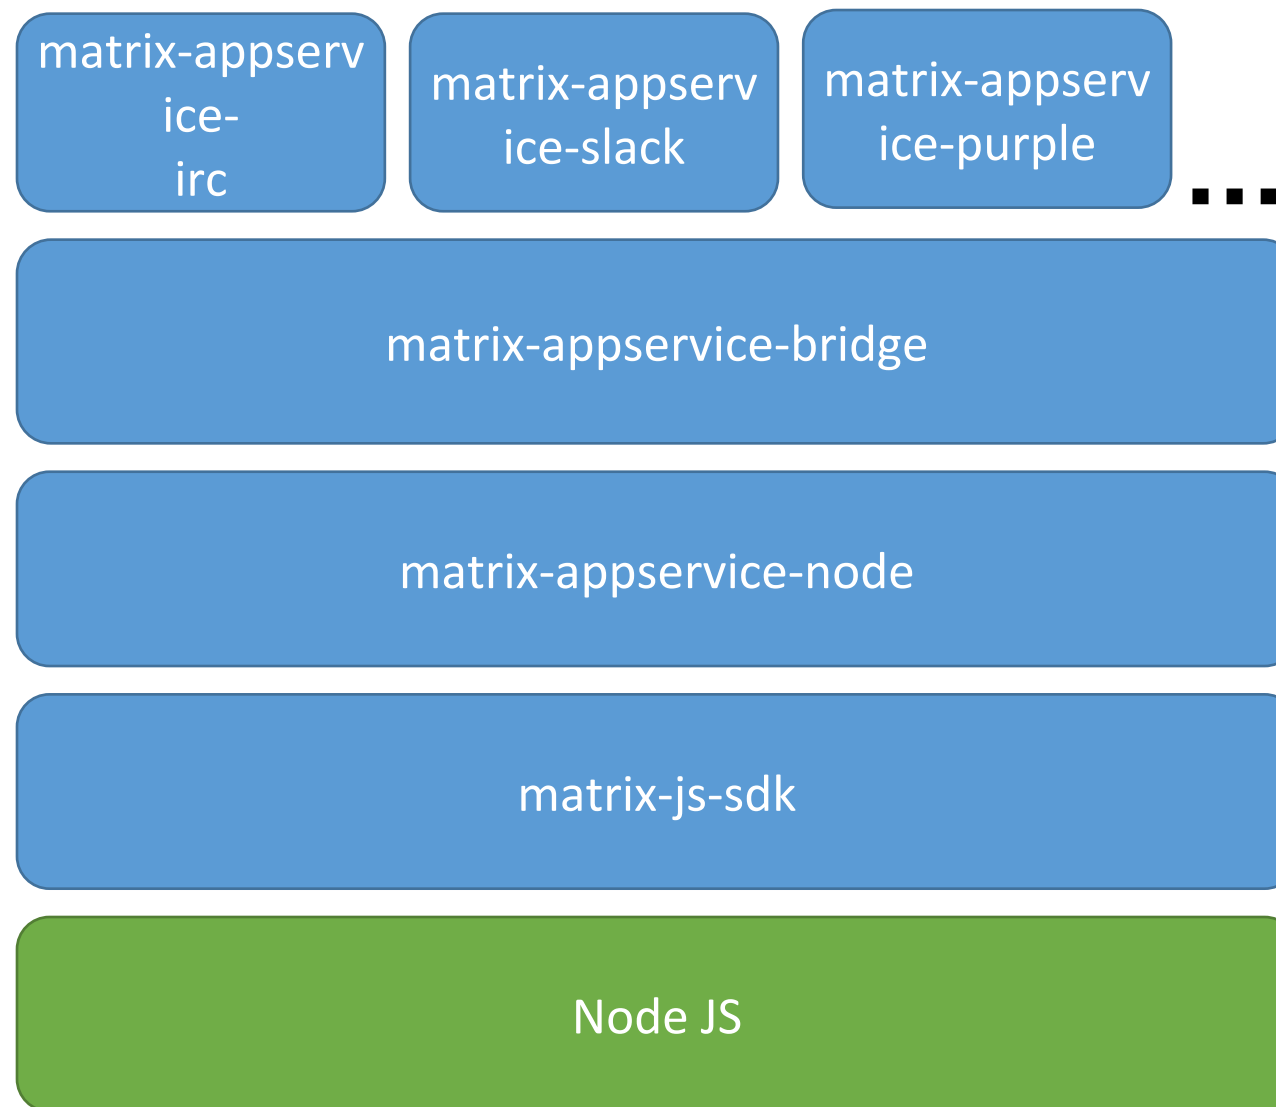 matrix-appserv
ice-
irc
matrix-appserv
ice-slack
matrix-appserv
ice-purple
...
matrix-appservice-bridge
matrix-appservice-node
matrix-js-sdk
Node JS